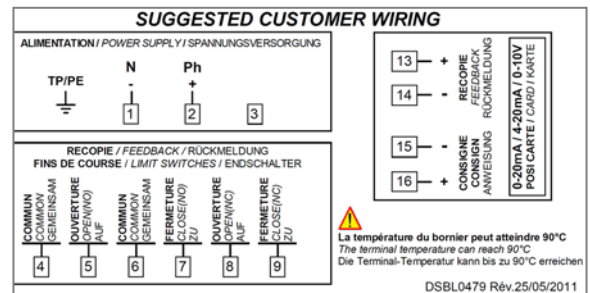 SUGGESTED CUSTOMER WIRING
ALIMENTATION / POWER SUPPLY / SPANNUNGSVERSORGUNG
TP/PE
N
-
Ph
+
1
2
3
RECOPIE / FEEDBACK / RÜCKMELDUNG
FINS DE COURSE / LIMIT SWITCHES / ENDSCHALTER
COMMUN
COMMON
GEMEINSAM
OUVERTURE
OPEN(NO)
AUF
COMMUN
COMMON
GEMEINSAM
FERMETURE
CLOSE(NO)
ZU
OUVERTURE
OPEN(NC)
AUF
FERMETURE
CLOSE(NC)
ZU
4
5
6
7
8
9
13 +
14 -
RECOPIE
FEEDBACK
RÜCKMELDUNG
15 -
16 +
CONSIGNE
CONSIGN
ANWEISUNG
0-20mA / 4-20mA / 0-10V
POSI CARTE / CARD / KARTE
La température du bornier peut atteindre 90°C
The terminal temperature can reach 90°C
Die Terminal-Temperatur kann bis zu 90°C erreichen
DSBL0479 Rév.25/05/2011